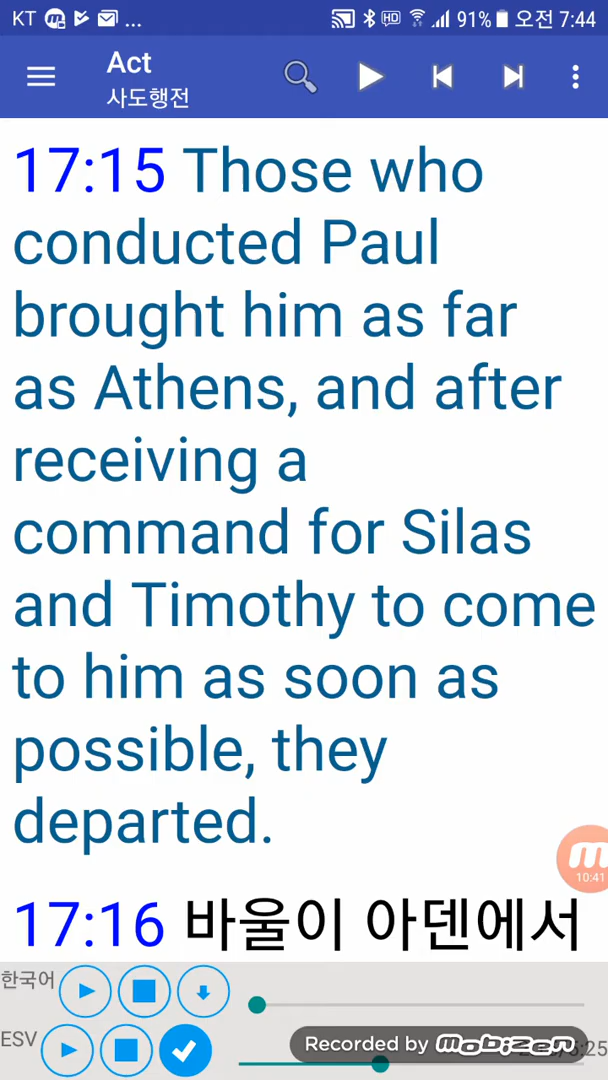 KT ... HD 91% 오전 7:44
Act
사도행전
17:15 Those who
conducted Paul
brought him as far
as Athens, and after
receiving a
command for Silas
and Timothy to come
to him as soon as
possible, they
departed.
10:41
17:16 바울이 아덴에서
한국어
ESV
Recorded by mobizen
:25